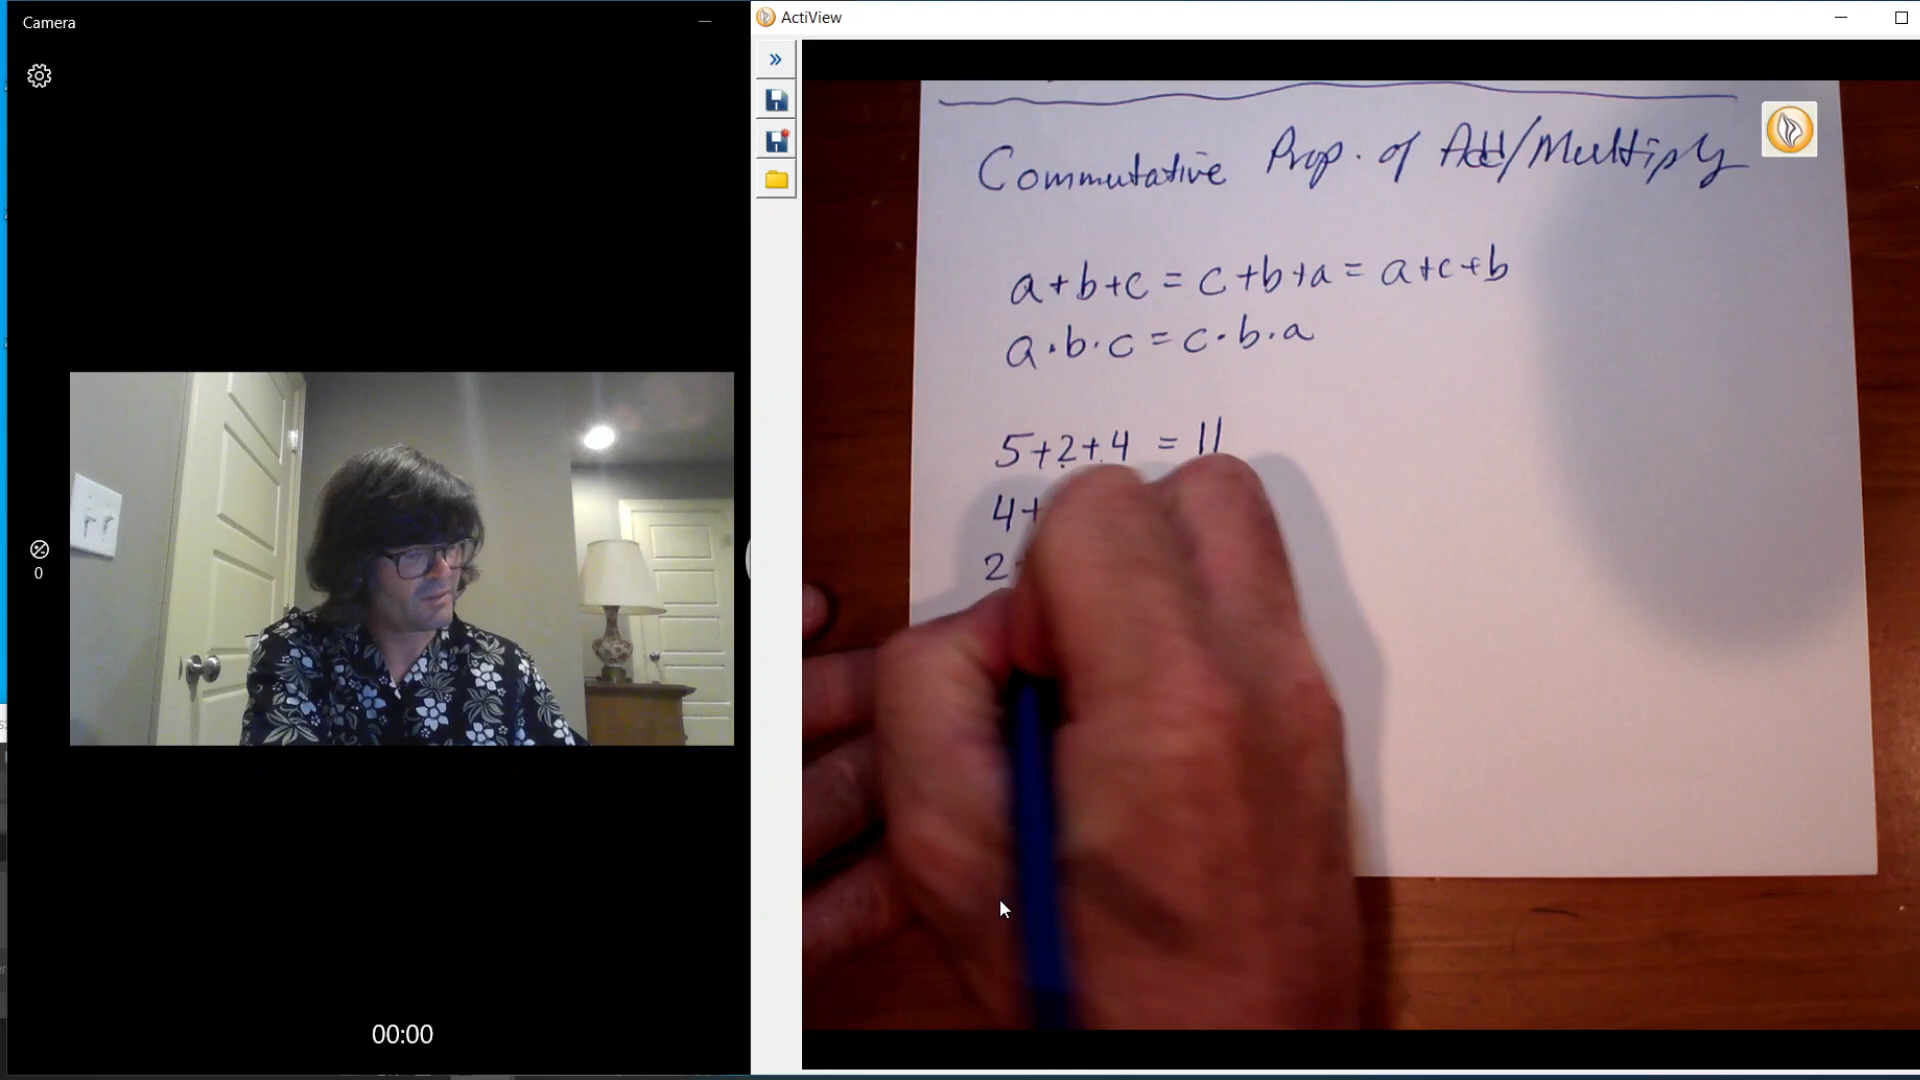 Camera
0
00:00
ActiView
Commutative Prop. of Add/Multiply
a+b+c = c+b+a = a+c+b
a·b·c = c·b·a
5+2+4 = 11
4+
2